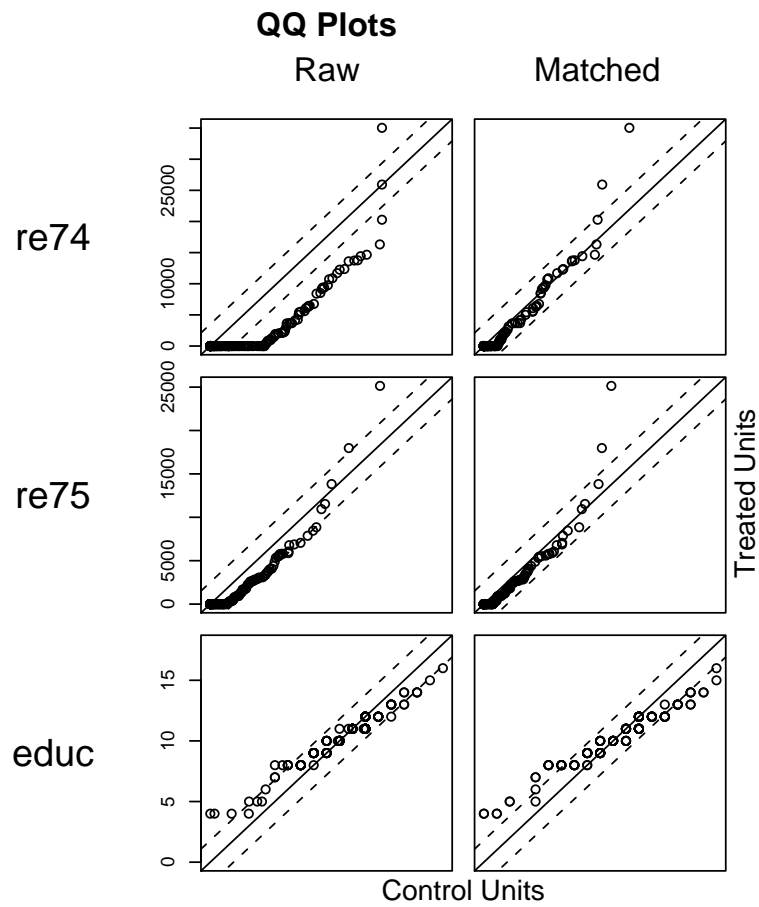 QQ Plots
Raw Matched
re74
0 10000 25000
re75
0 5000 15000 25000
educ
0 5 10 15
Treated Units
Control Units